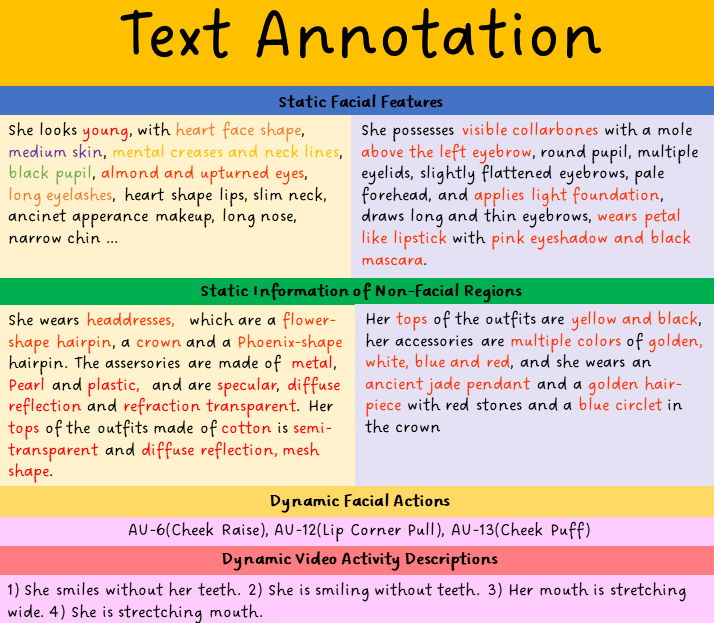 Text Annotation
Static Facial Features
She looks young, with heart face shape,
medium skin, mental creases and neck lines,
black pupil, almond and upturned eyes,
long eyelashes, heart shape lips, slim neck,
ancinet apperance makeup, long nose,
narrow chin ...
She possesses visible collarbones with a mole
above the left eyebrow, round pupil, multiple
eyelids, slightly flattened eyebrows, pale
forehead, and applies light foundation,
draws long and thin eyebrows, wears petal
like lipstick with pink eyeshadow and black
mascara.
Static Information of Non-Facial Regions
She wears headdresses, which are a flower-
shape hairpin, a crown and a Phoenix-shape
hairpin. The assersories are made of metal,
Pearl and plastic, and are specular, diffuse
reflection and refraction transparent. Her
tops of the outfits made of cotton is semi-
transparent and diffuse reflection, mesh
shape.
Her tops of the outfits are yellow and black,
her accessories are multiple colors of golden,
white, blue and red, and she wears an
ancient jade pendant and a golden hair-
piece with red stones and a blue circlet in
the crown
Dynamic Facial Actions
AU-6(Cheek Raise), AU-12(Lip Corner Pull), AU-13(Cheek Puff)
Dynamic Video Activity Descriptions
1) She smiles without her teeth. 2) She is smiling without teeth. 3) Her mouth is stretching
wide. 4) She is strectching mouth.